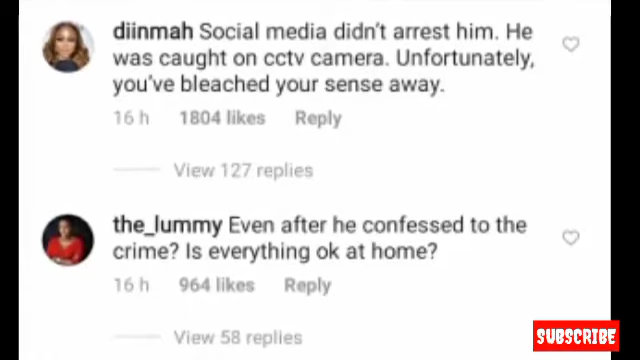 diinmah Social media didn't arrest him. He
was caught on cctv camera. Unfortunately,
you've bleached your sense away.
16 h 1804 likes Reply
View 127 replies
the_lummy Even after he confessed to the
crime? Is everything ok at home?
16 h 964 likes Reply
View 58 replies
SUBSCRIBE